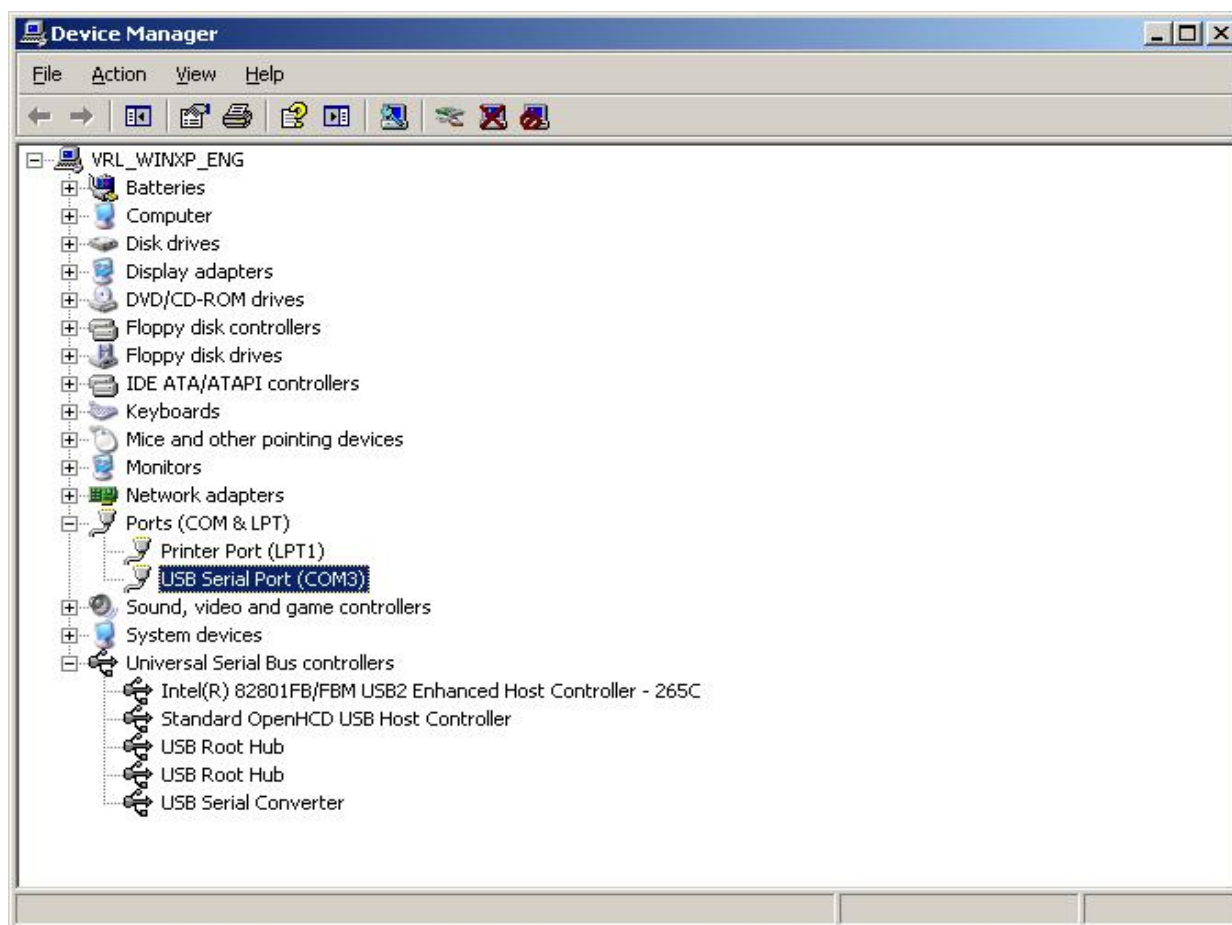 Device Manager
File Action View Help
VRL_WINXP_ENG
Batteries
Computer
Disk drives
Display adapters
DVD/CD-ROM drives
Floppy disk controllers
Floppy disk drives
IDE ATA/ATAPI controllers
Keyboards
Mice and other pointing devices
Monitors
Network adapters
Ports (COM & LPT)
Printer Port (LPT1)
USB Serial Port (COM3)
Sound, video and game controllers
System devices
Universal Serial Bus controllers
Intel(R) 82801FB/FBM USB2 Enhanced Host Controller - 265C
Standard OpenHCD USB Host Controller
USB Root Hub
USB Root Hub
USB Serial Converter